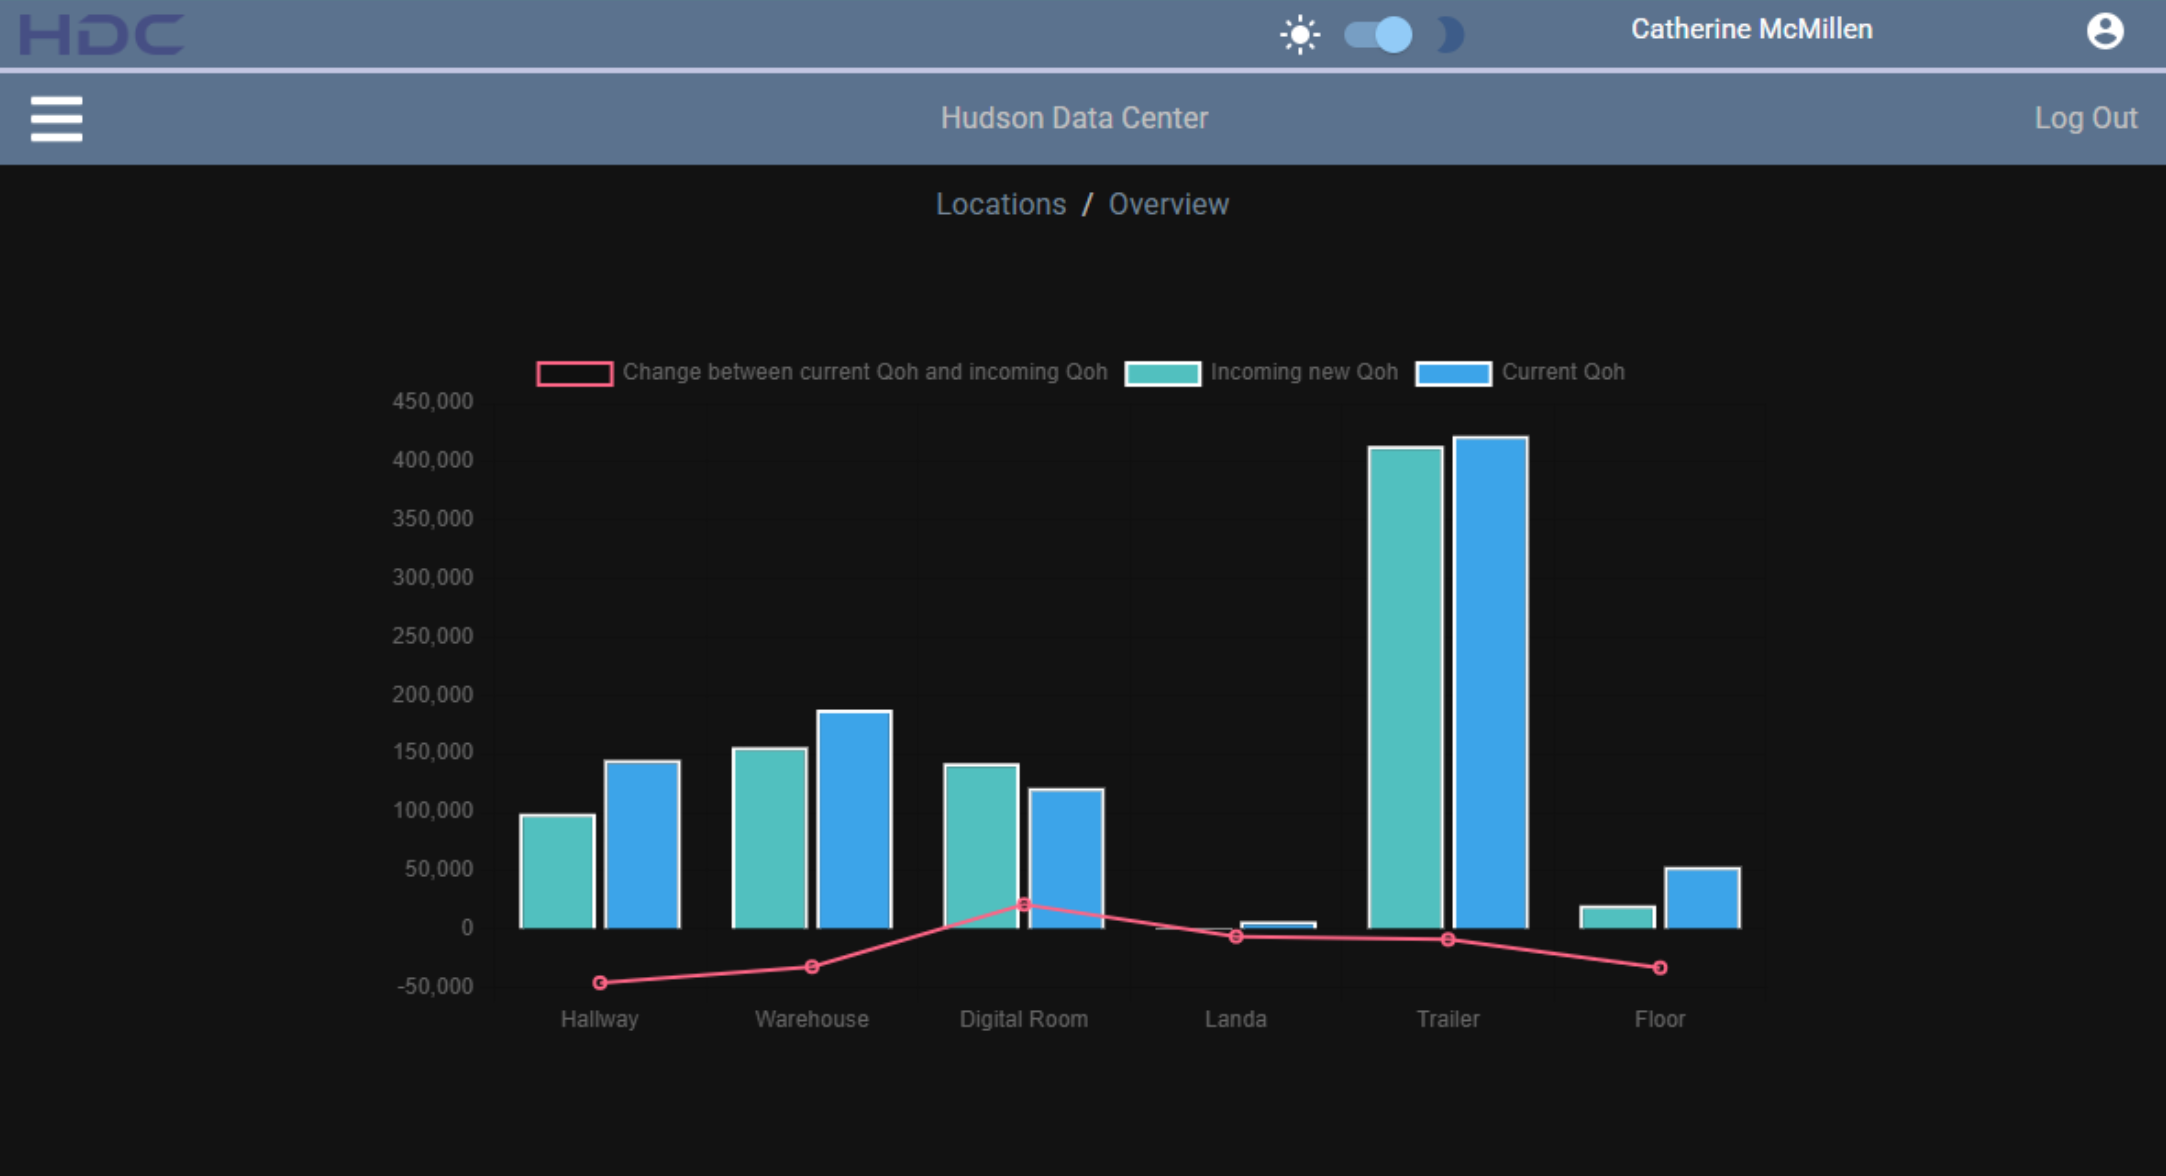 HDC
Catherine McMillen
Hudson Data Center
Log Out
Locations / Overview
Change between current Qoh and incoming Qoh Incoming new Qoh Current Qoh
450,000
400,000
350,000
300,000
250,000
200,000
150,000
100,000
50,000
0
-50,000
Hallway Warehouse Digital Room Landa Trailer Floor